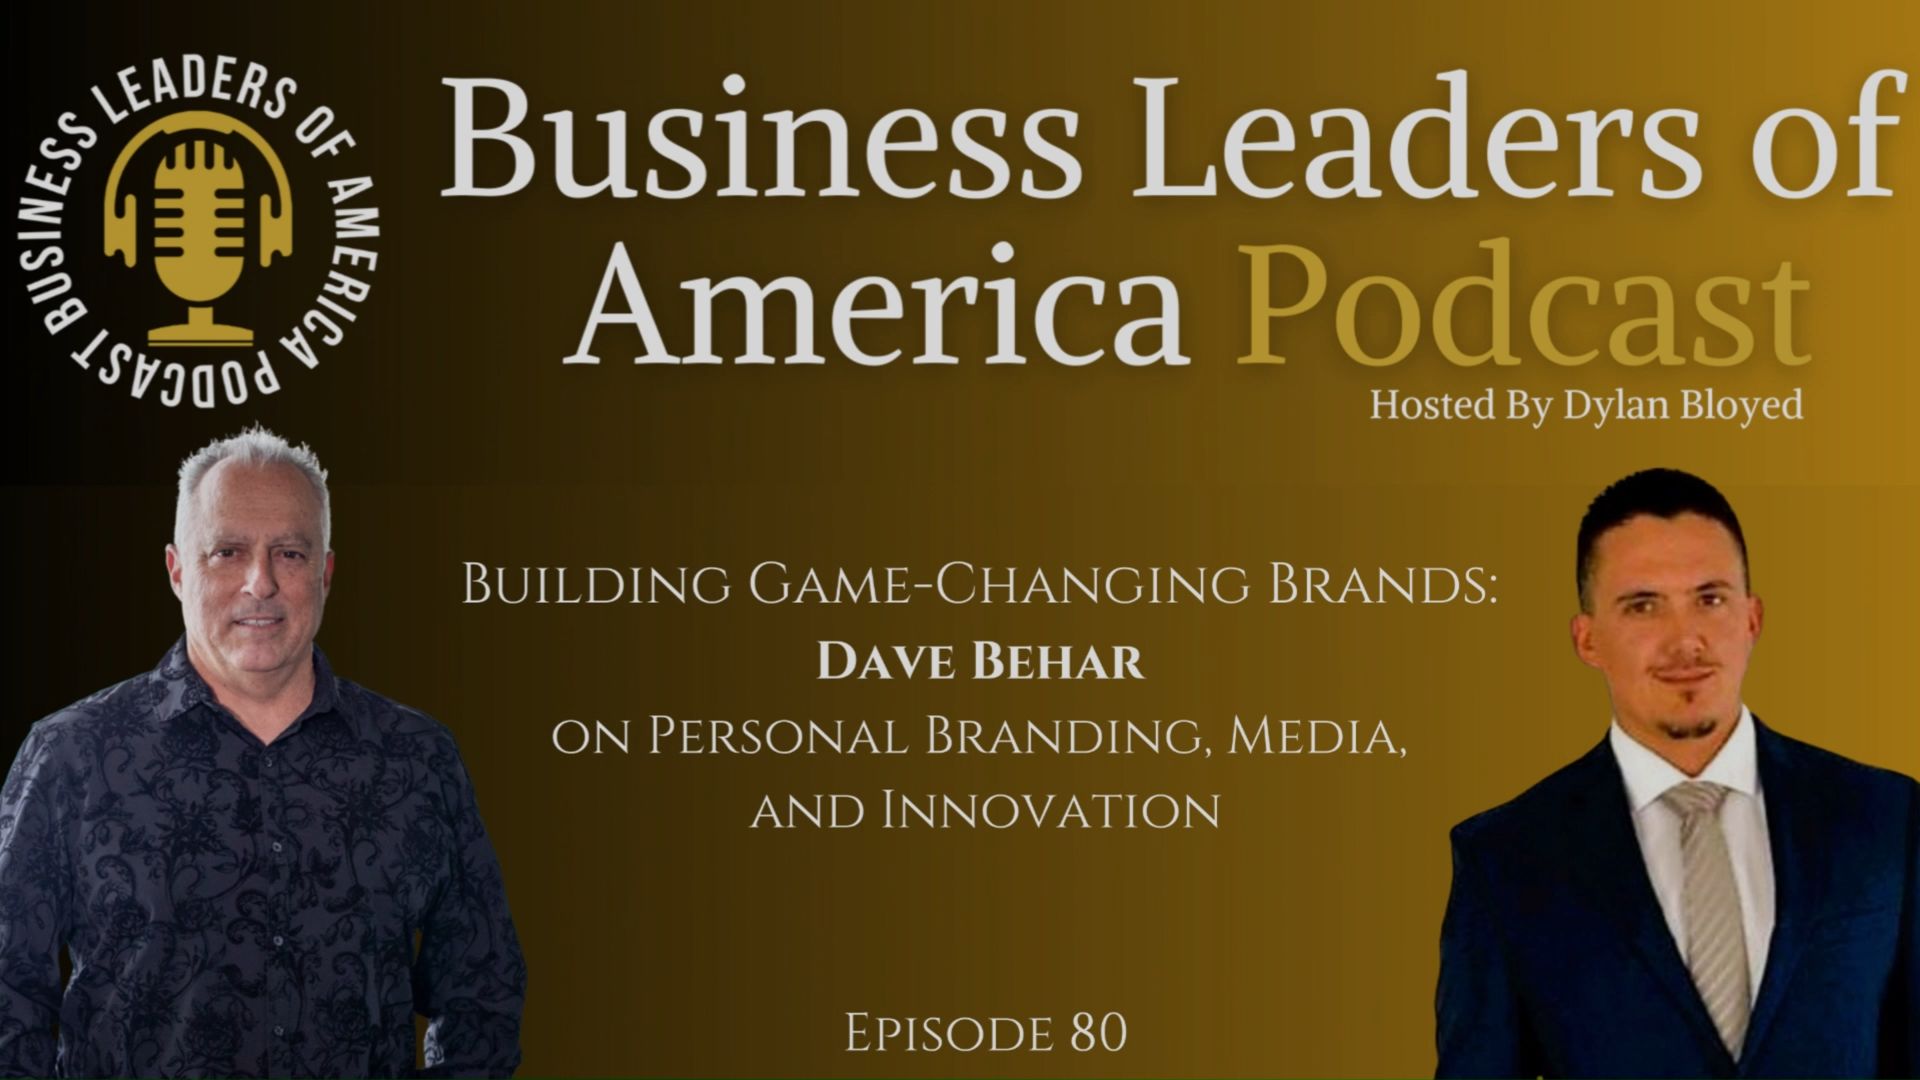 BUSINESS LEADERS OF AMERICA PODCAST
Business Leaders of
America Podcast
Hosted By Dylan Bloyed
Building Game-Changing Brands:
Dave Behar
on Personal Branding, Media,
and Innovation
Episode 80